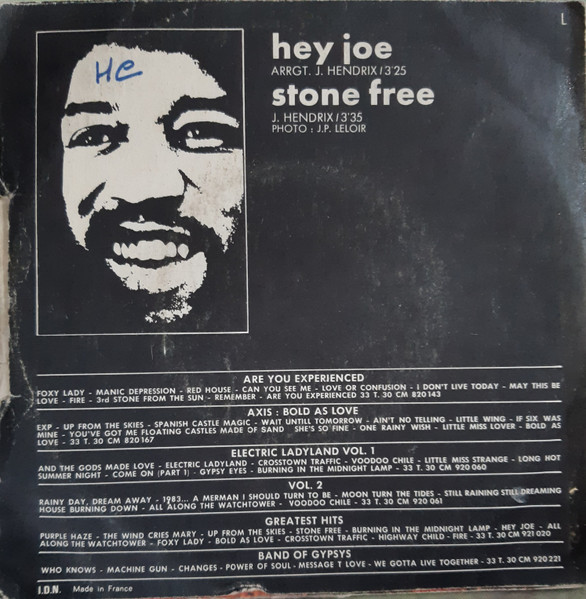 L
HC
hey joe
ARRGT. J. HENDRIX / 3'25
stone free
J. HENDRIX / 3'35
PHOTO : J.P. LELOIR
ARE YOU EXPERIENCED
FOXY LADY - MANIC DEPRESSION - RED HOUSE - CAN YOU SEE ME - LOVE OR CONFUSION - I DON'T LIVE TODAY - MAY THIS BE
LOVE - FIRE - 3rd STONE FROM THE SUN - REMEMBER - ARE YOU EXPERIENCED 33 T. 30 CM 820 143
AXIS : BOLD AS LOVE
EXP - UP FROM THE SKIES - SPANISH CASTLE MAGIC - WAIT UNTILL TOMORROW - AIN'T NO TELLING - LITTLE WING - IF SIX WAS
MINE - YOU'VE GOT ME FLOATING CASTLES MADE OF SAND SHE'S SO FINE - ONE RAINY WISH - LITTLE MISS LOVER - BOLD AS
LOVE - 33 T. 30 CM 820 167
ELECTRIC LADYLAND VOL. 1
AND THE GODS MADE LOVE - ELECTRIC LADYLAND - CROSSTOWN TRAFFIC - VOODOO CHILE - LITTLE MISS STRANGE - LONG HOT
SUMMER NIGHT - COME ON (PART 1) - GYPSY EYES - BURNING IN THE MIDNIGHT LAMP - 33 T. 30 CM 920 060
VOL. 2
RAINY DAY, DREAM AWAY - 1983... A MERMAN I SHOULD TURN TO BE - MOON TURN THE TIDES - STILL RAINING STILL DREAMING
HOUSE BURNING DOWN - ALL ALONG THE WATCHTOWER - VOODOO CHILE - 33 T. 30 CM 920 061
GREATEST HITS
PURPLE HAZE - THE WIND CRIES MARY - UP FROM THE SKIES - STONE FREE - BURNING IN THE MIDNIGHT LAMP - HEY JOE - ALL
ALONG THE WATCHTOWER - FOXY LADY - BOLD AS LOVE - CROSSTOWN TRAFFIC - HIGHWAY CHILD - FIRE - 33 T. 30 CM 921 020
BAND OF GYPSYS
WHO KNOWS - MACHINE GUN - CHANGES - POWER OF SOUL - MESSAGE T LOVE - WE GOTTA LIVE TOGETHER - 33 T. 30 CM 920 221
I.D.N. Made in France